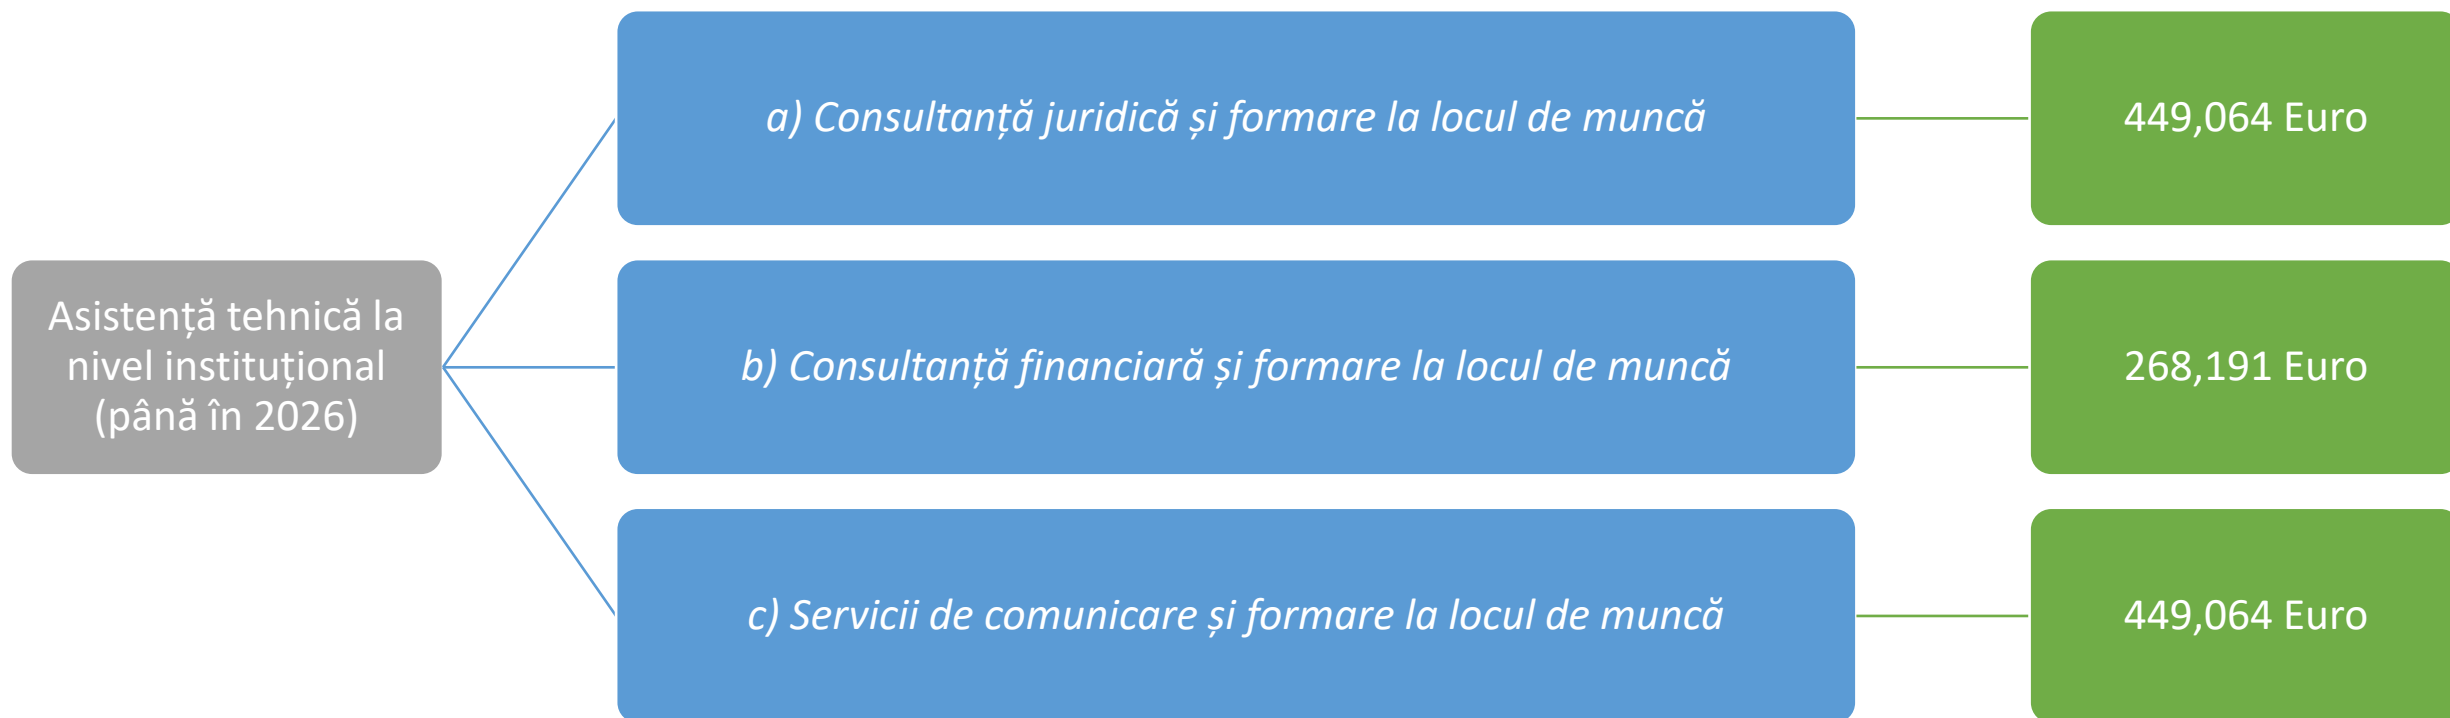 Asistență tehnică la
nivel instituțional
(până în 2026)
a) Consultanță juridică și formare la locul de muncă
449,064 Euro
b) Consultanță financiară și formare la locul de muncă
268,191 Euro
c) Servicii de comunicare și formare la locul de muncă
449,064 Euro